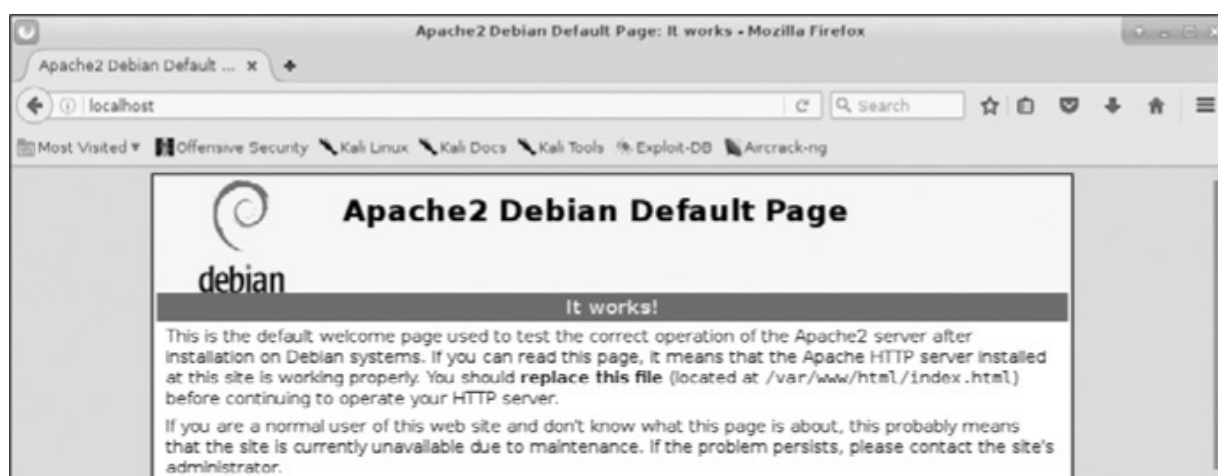 Apache2 Debian Default Page: It works - Mozilla Firefox
Apache2 Debian Default ...
localhost
Search
Most Visited Offensive Security Kali Linux Kali Docs Kali Tools Exploit-DB Aircrack-ng
Apache2 Debian Default Page
debian
It works!
This is the default welcome page used to test the correct operation of the Apache2 server after
installation on Debian systems. If you can read this page, it means that the Apache HTTP server installed
at this site is working properly. You should replace this file (located at /var/www/html/index.html)
before continuing to operate your HTTP server.
If you are a normal user of this web site and don't know what this page is about, this probably means
that the site is currently unavailable due to maintenance. If the problem persists, please contact the site's
administrator.